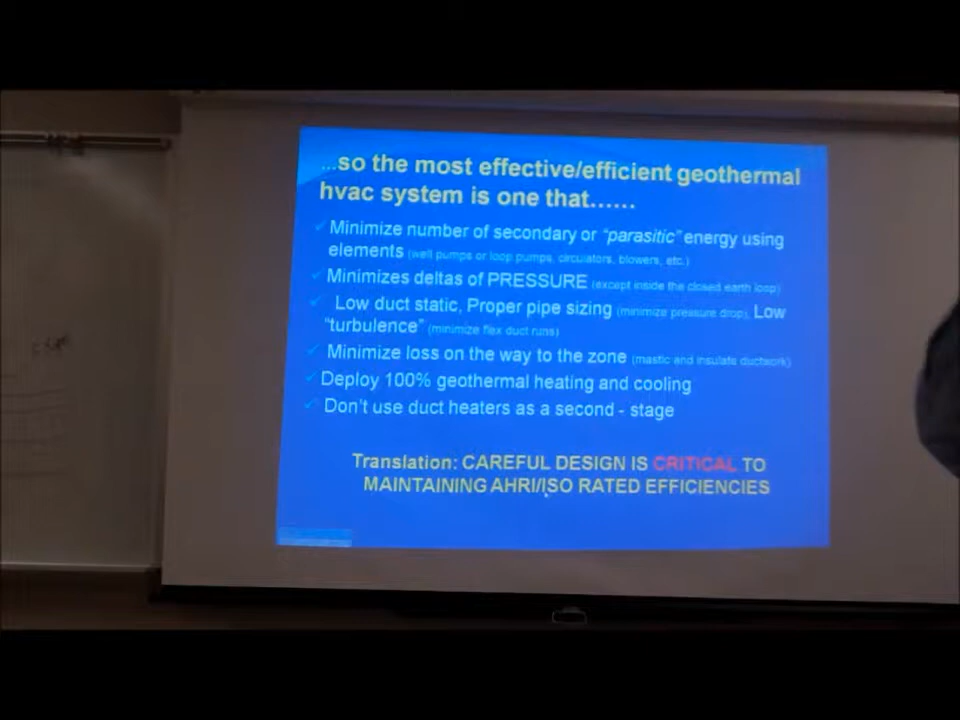 ...so the most effective/efficient geothermal
hvac system is one that......
✓ Minimize number of secondary or "parasitic" energy using
elements (well pumps or loop pumps, circulators, blowers, etc.)
✓ Minimizes deltas of PRESSURE (except inside the closed earth loop)
✓ Low duct static, Proper pipe sizing (minimize pressure drop), Low
"turbulence" (minimize flex duct runs)
✓ Minimize loss on the way to the zone (mastic and insulate ductwork)
✓ Deploy 100% geothermal heating and cooling
✓ Don't use duct heaters as a second - stage
Translation: CAREFUL DESIGN IS CRITICAL TO
MAINTAINING AHRI/ISO RATED EFFICIENCIES